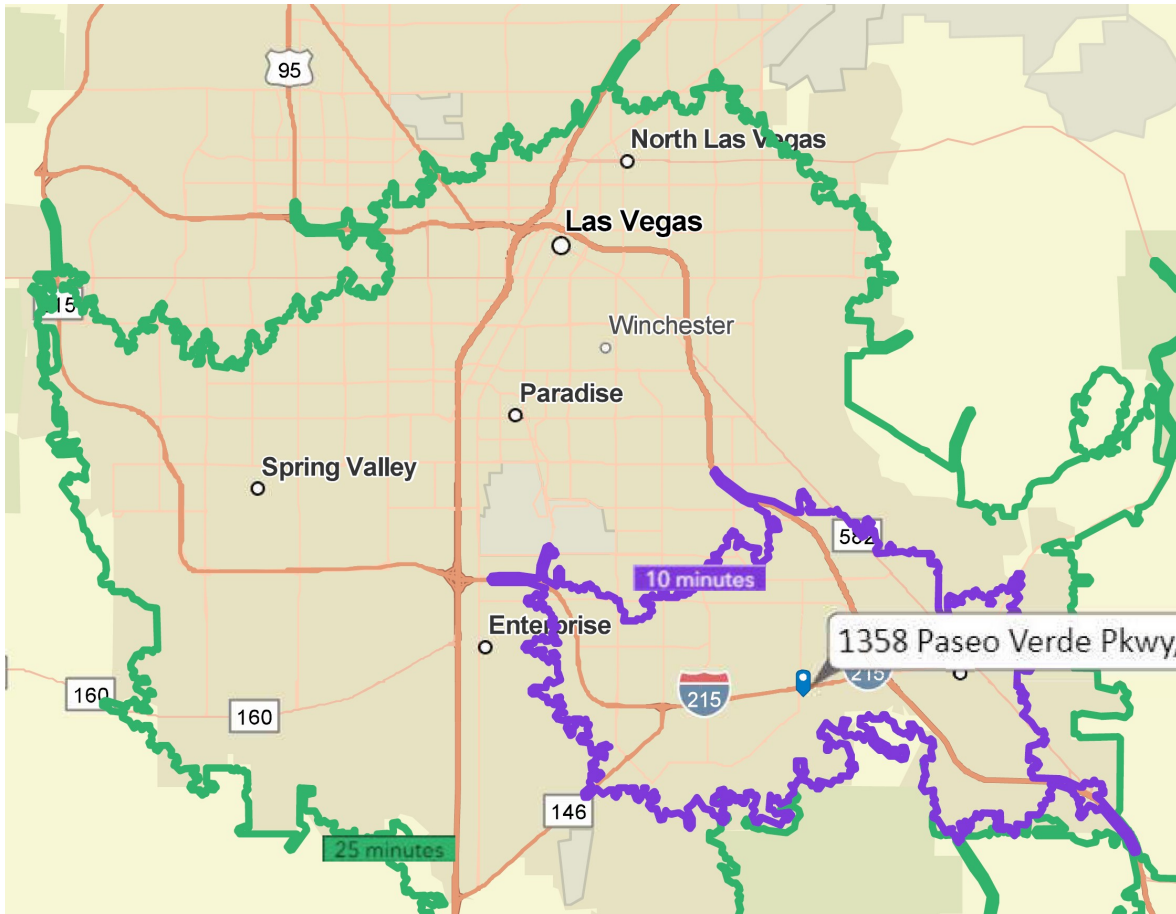 95
North Las Vegas
Las Vegas
215
Winchester
Paradise
Spring Valley
582
10 minutes
Enterprise
1358 Paseo Verde Pkwy,
215
215
160
160
146
25 minutes